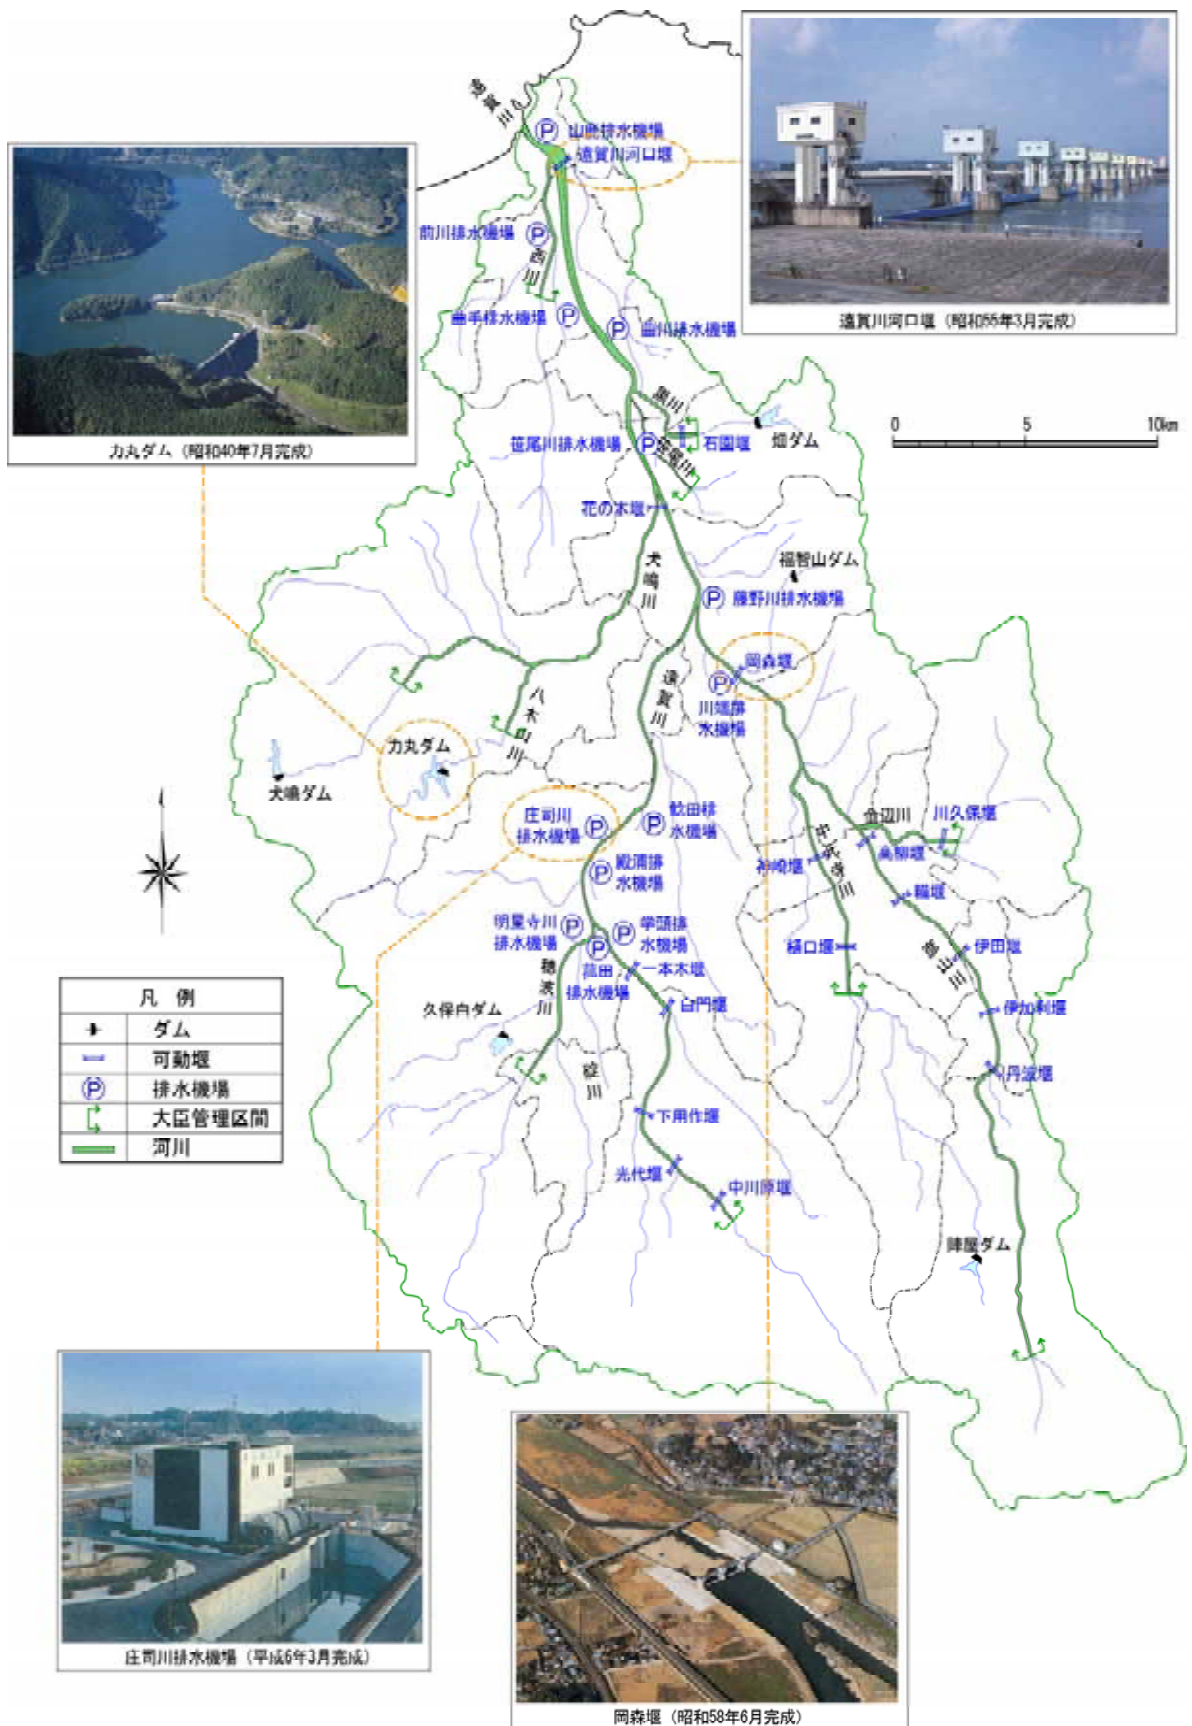 遠賀川
山鹿排水機場
遠賀川河口堰
遠賀川河口堰（昭和55年3月完成）
力丸ダム（昭和40年7月完成）
前川排水機場
西川
曲手排水機場
曲川排水機場
黒川
笹尾川排水機場
笹尾川
石園堰
畑ダム
0
5
10km
花の木堰
犬鳴川
福智山ダム
藤野川排水機場
岡森堰
川端排
水機場
遠賀川
八木山川
力丸ダム
犬鳴ダム
庄司川
排水機場
殿浦排
水機場
明星寺川
排水機場
学頭排
水機場
菰田
排水機場
穂波川
一本木堰
白門堰
久保白ダム
金辺川
川久保堰
高柳堰
神崎堰
中元寺川
樋口堰
彦山川
伊田堰
伊加利堰
丹波堰
下用作堰
光代堰
中川原堰
陣屋ダム
凡 例
ダム
可動堰
Ⓟ 排水機場
大臣管理区間
河川
庄司川排水機場（平成6年3月完成）
岡森堰（昭和58年6月完成）